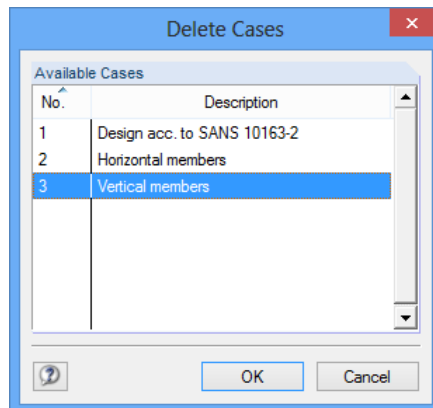 Delete Cases
Available Cases
No. Description
1 Design acc. to SANS 10163-2
2 Horizontal members
3 Vertical members
OK Cancel